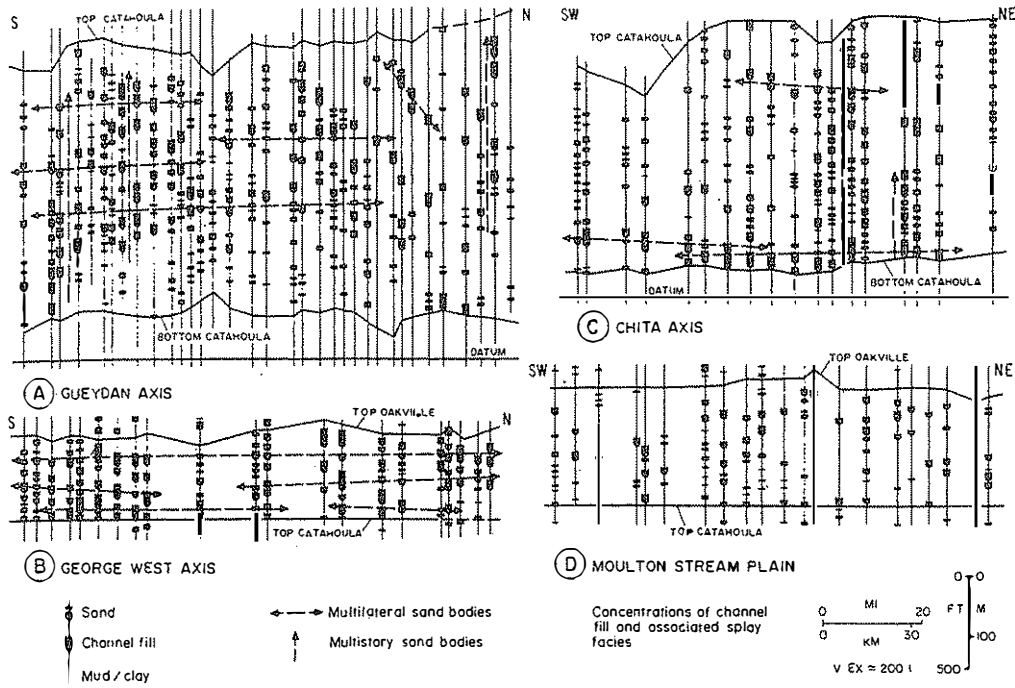 S
N
TOP CATAHOULA
BOTTOM CATAHOULA
DATUM
A GUEYDAN AXIS
SW
NE
TOP CATAHOULA
DATUM
BOTTOM CATAHOULA
C CHITA AXIS
S
N
TOP OAKVILLE
TOP CATAHOULA
B GEORGE WEST AXIS
SW
NE
TOP OAKVILLE
TOP CATAHOULA
D MOULTON STREAM PLAIN
Sand
Channel fill
Mud / clay
Multilateral sand bodies
Multistory sand bodies
Concentrations of channel
fill and associated splay
facies
0 MI 20
0 KM 30
V EX ≈ 200
0 0
FT M
100
500